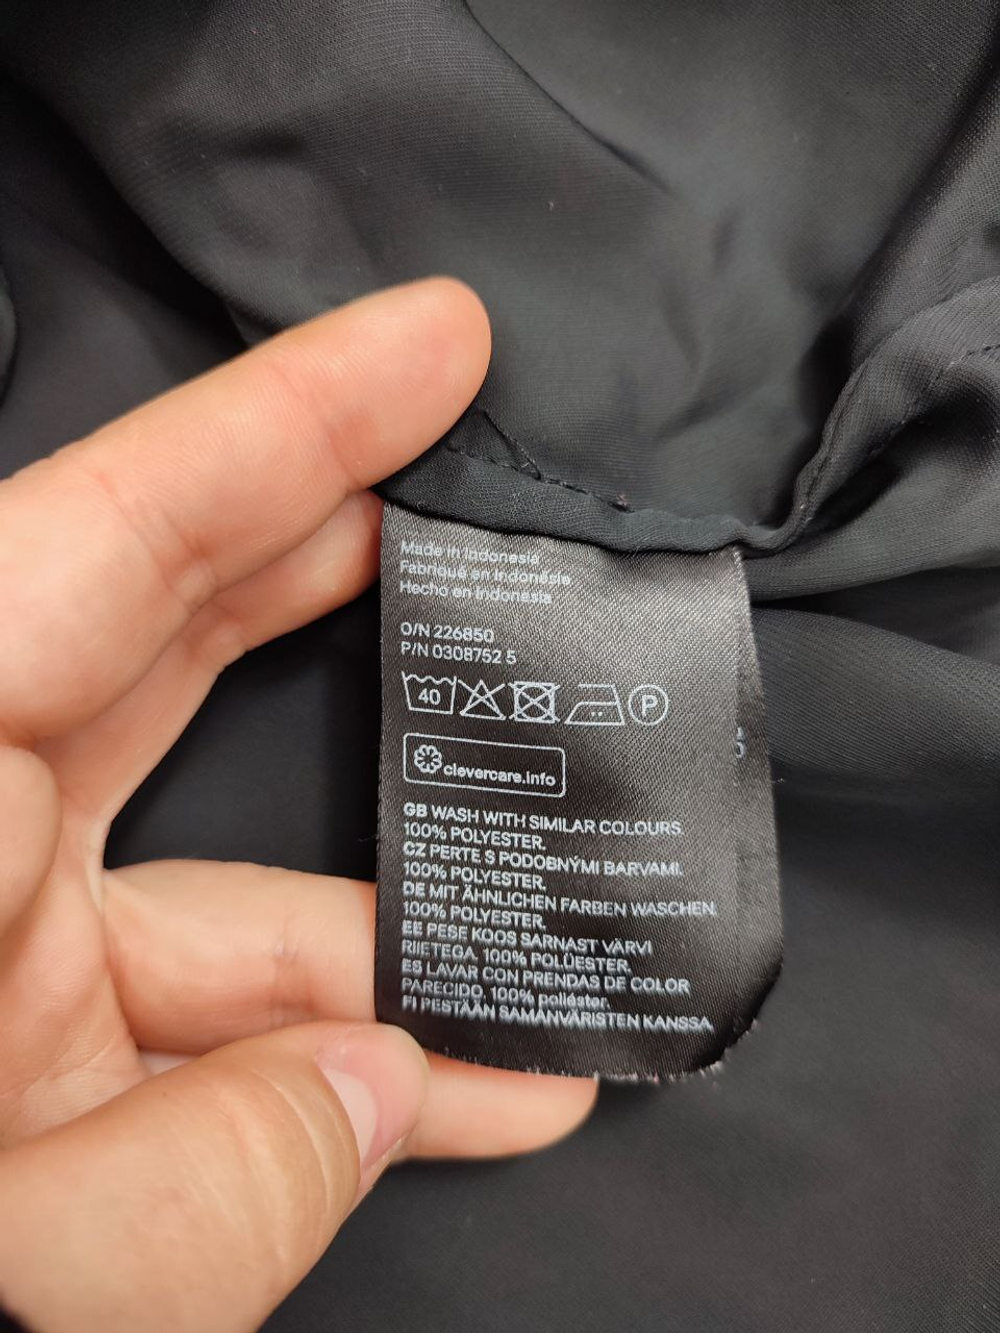 Made in Indonesia
Fabriqué en Indonésie
Hecho en Indonesia
O/N 226850
P/N 0308752 5
40 P
clevercare.info
GB WASH WITH SIMILAR COLOURS.
100% POLYESTER.
CZ PERTE S PODOBNÝMI BARVAMI.
100% POLYESTER.
DE MIT ÄHNLICHEN FARBEN WASCHEN.
100% POLYESTER.
EE PESE KOOS SARNAST VÄRVI
RIIETEGA. 100% POLÜESTER.
ES LAVAR CON PRENDAS DE COLOR
PARECIDO. 100% poliéster.
FI PESTÄÄN SAMANVÄRISTEN KANSSA.